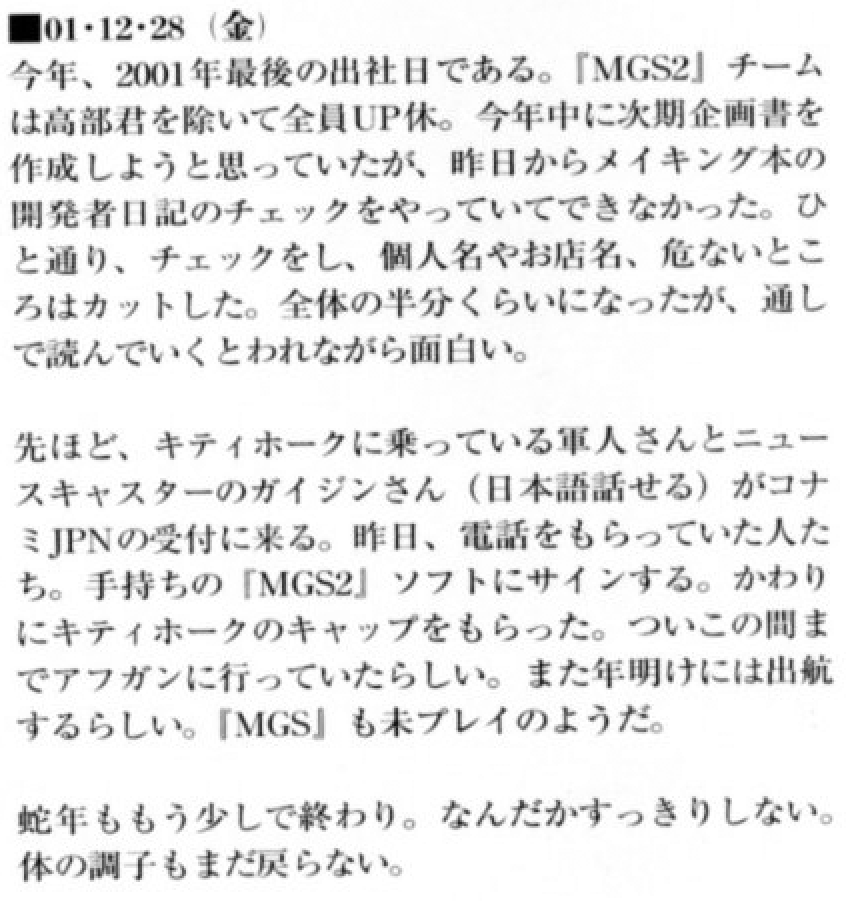 ■01・12・28（金）
今年、2001年最後の出社日である。『MGS2』チーム
は高部君を除いて全員UP休。今年中に次期企画書を
作成しようと思っていたが、昨日からメイキング本の
開発者日記のチェックをやっていてできなかった。ひ
と通り、チェックをし、個人名やお店名、危ないとこ
ろはカットした。全体の半分くらいになったが、通し
で読んでいくとわれながら面白い。
先ほど、キティホークに乗っている軍人さんとニュー
スキャスターのガイジンさん（日本語話せる）がコナ
ミJPNの受付に来る。昨日、電話をもらっていた人た
ち。手持ちの『MGS2』ソフトにサインする。かわり
にキティホークのキャップをもらった。ついこの間ま
でアフガンに行っていたらしい。また年明けには出航
するらしい。『MGS』も未プレイのようだ。
蛇年ももう少しで終わり。なんだかすっきりしない。
体の調子もまだ戻らない。